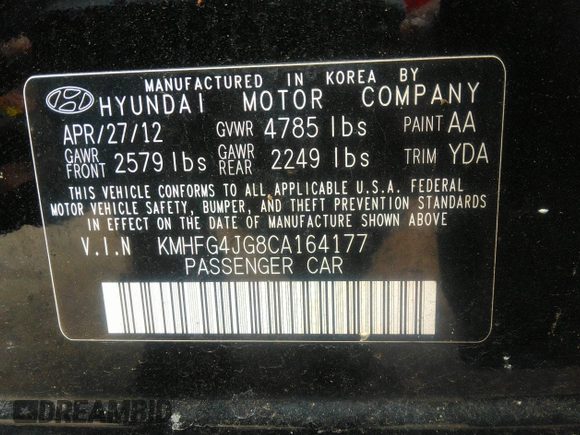 MANUFACTURED IN KOREA BY
HYUNDAI MOTOR COMPANY
APR/27/12 GVWR 4785 lbs PAINT AA
GAWR FRONT 2579 lbs GAWR REAR 2249 lbs TRIM YDA
THIS VEHICLE CONFORMS TO ALL APPLICABLE U.S.A. FEDERAL
MOTOR VEHICLE SAFETY, BUMPER, AND THEFT PREVENTION STANDARDS
IN EFFECT ON THE DATE OF MANUFACTURE SHOWN ABOVE
V.I.N KMHFG4JG8CA164177
PASSENGER CAR
DREAMBID